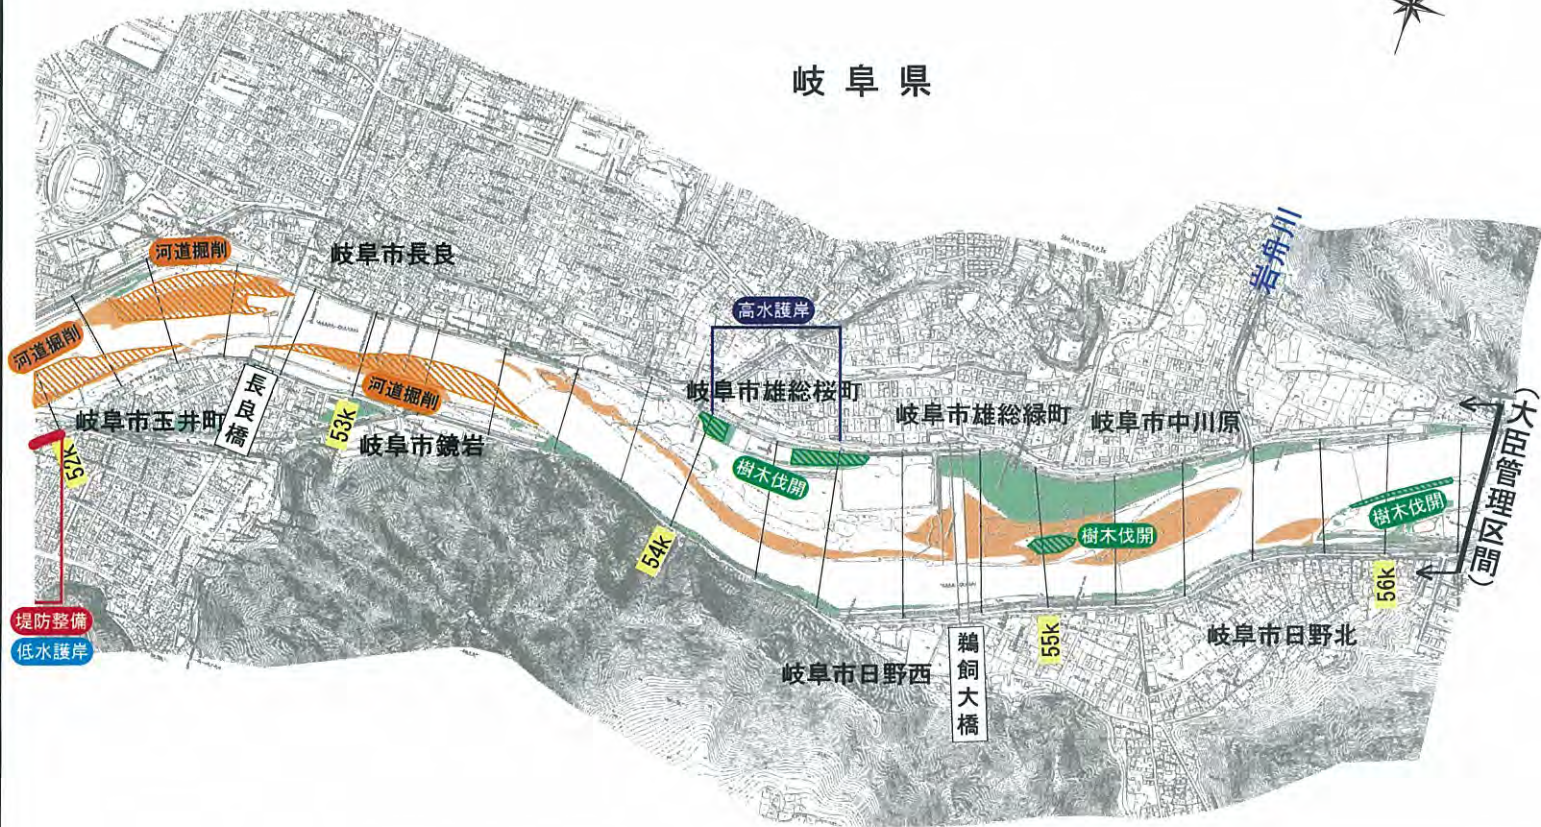 岐阜県
岩舟川
河道掘削
岐阜市長良
高水護岸
河道掘削
河道掘削
岐阜市雄総桜町
岐阜市雄総緑町
岐阜市中川原
(大臣管理区間)
長良橋
岐阜市玉井町
53k
岐阜市鏡岩
52k
樹木伐開
樹木伐開
樹木伐開
54k
56k
堤防整備
低水護岸
55k
岐阜市日野北
岐阜市日野西
鵜飼大橋